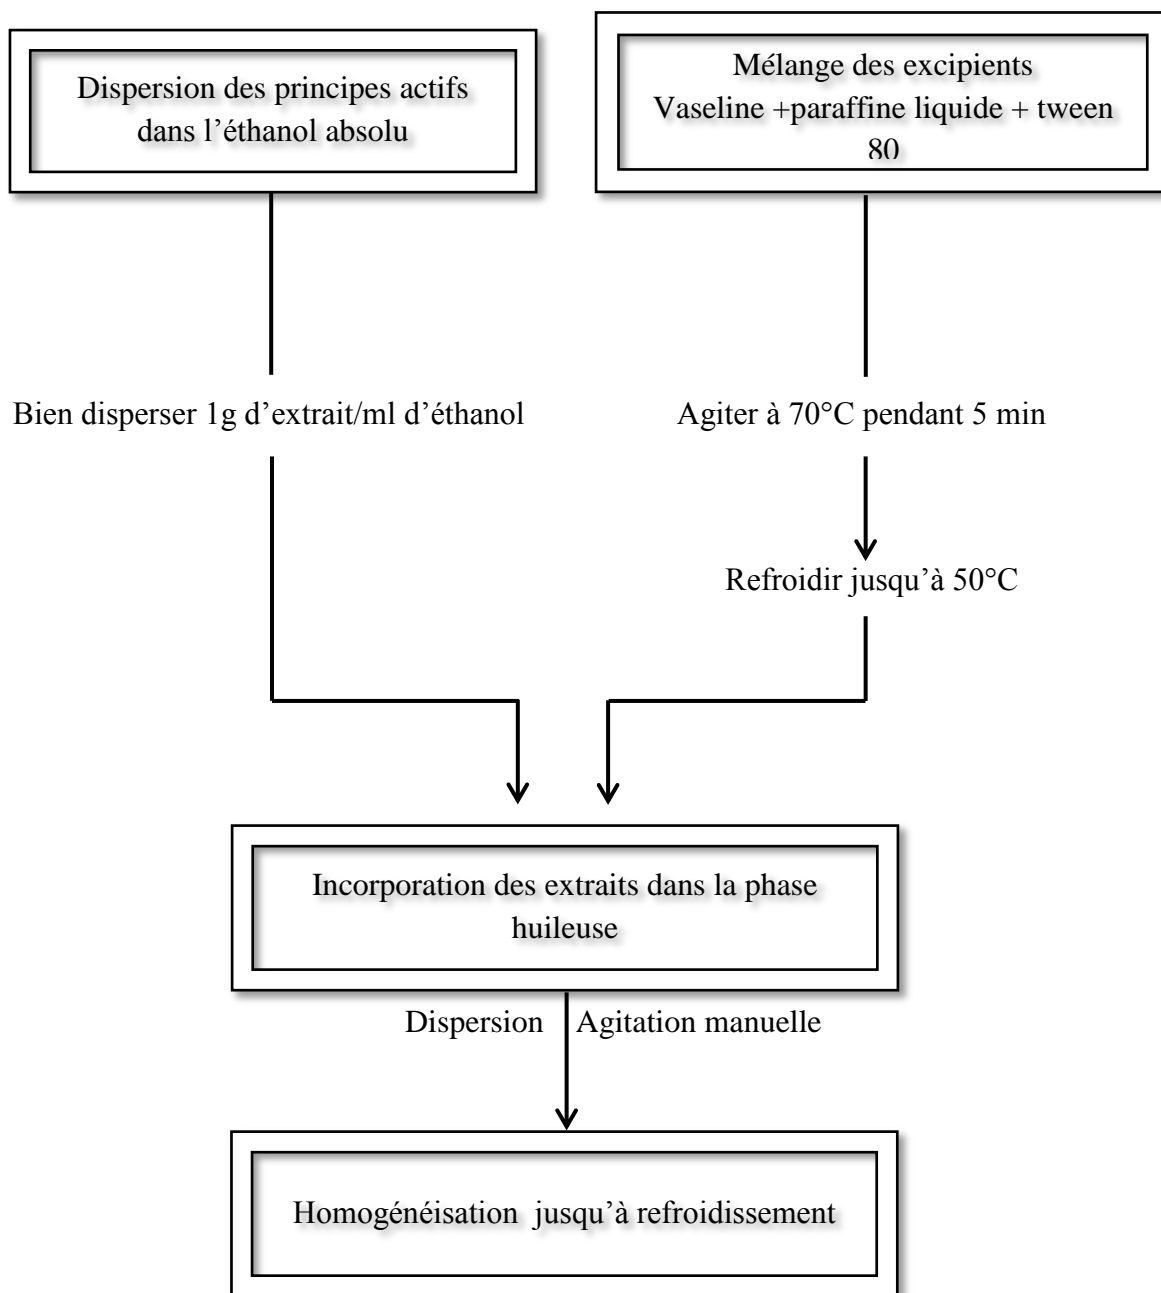 Dispersion des principes actifs
dans l’éthanol absolu
Mélange des excipients
Vaseline +paraffine liquide + tween
80
Bien disperser 1g d’extrait/ml d’éthanol
Agiter à 70°C pendant 5 min
Refroidir jusqu’à 50°C
Incorporation des extraits dans la phase
huileuse
Dispersion
Agitation manuelle
Homogénéisation  jusqu’à refroidissement